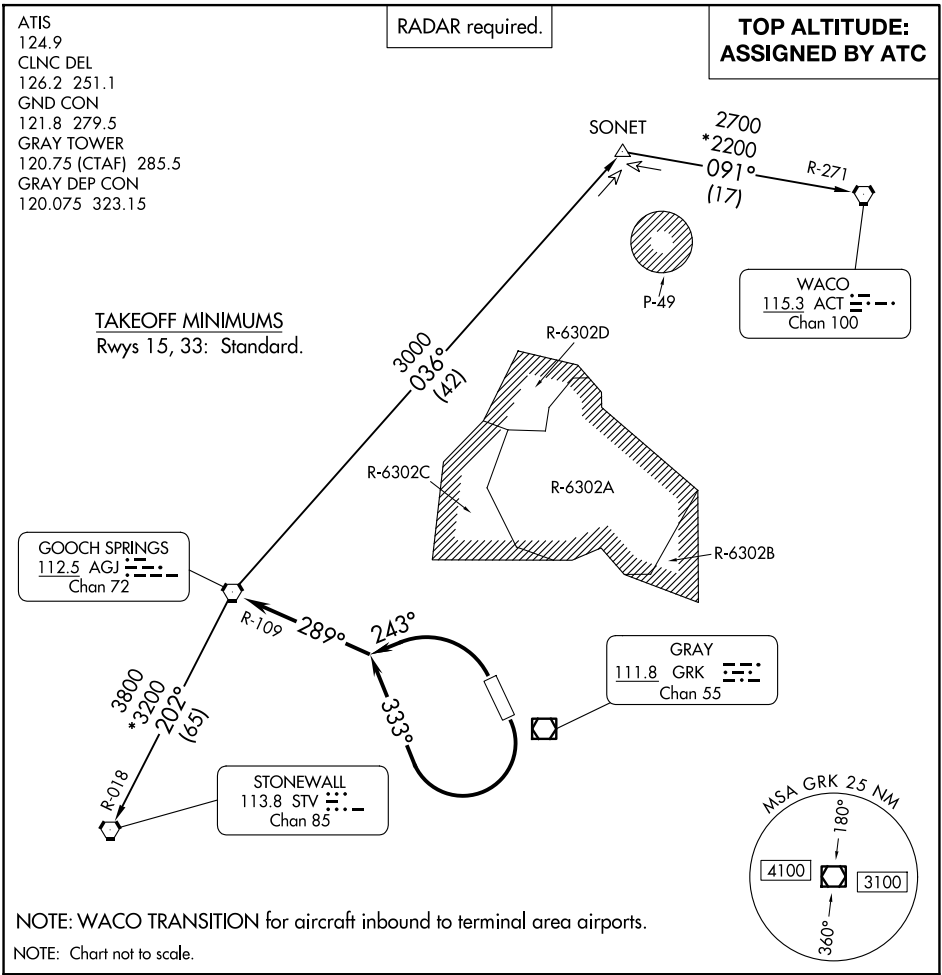 ATIS
124.9
CLNC DEL
126.2 251.1
GND CON
121.8 279.5
GRAY TOWER
120.75 (CTAF) 285.5
GRAY DEP CON
120.075 323.15
RADAR required.
TOP ALTITUDE:
ASSIGNED BY ATC
SONET
2700
*2200
091°
(17)
R-271
P-49
WACO
115.3 ACT
Chan 100
TAKEOFF MINIMUMS
Rwys 15, 33: Standard.
3000
036°
(42)
R-6302D
R-6302C
R-6302A
R-6302B
GOOCH SPRINGS
112.5 AGJ
Chan 72
R-109
289°
243°
333°
GRAY
111.8 GRK
Chan 55
3800
*3200
202°
(65)
R-018
STONEWALL
113.8 STV
Chan 85
MSA GRK 25 NM
180°
4100
3100
360°
NOTE: WACO TRANSITION for aircraft inbound to terminal area airports.
NOTE: Chart not to scale.